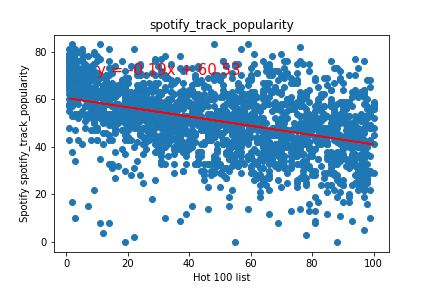 spotify_track_popularity
y = -0.19x + 60.53
Spotify spotify_track_popularity
80
60
40
20
0
0 20 40 60 80 100
Hot 100 list